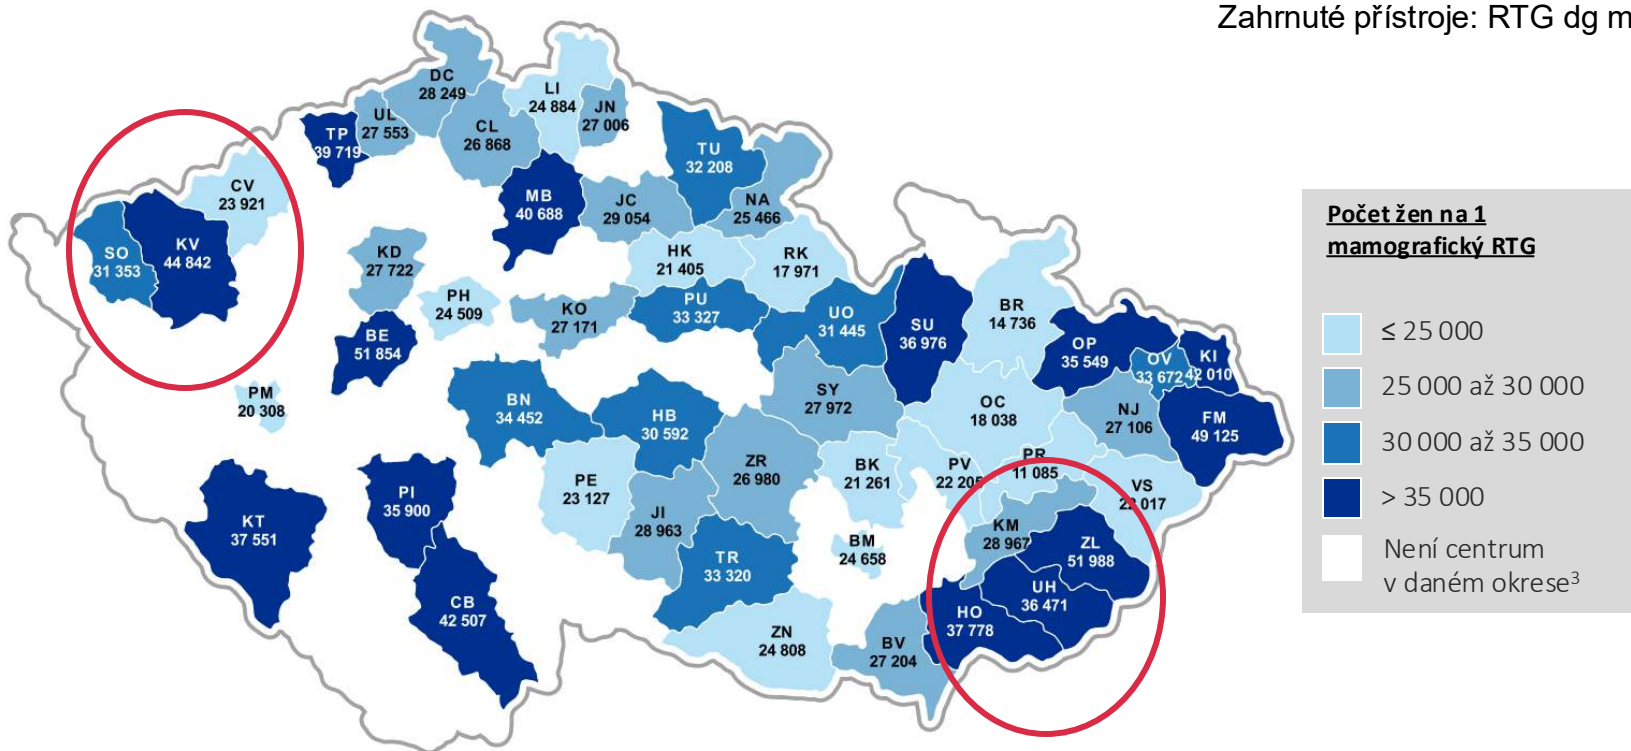 Zahrnuté přístroje: RTG dg m
DC
28 249
LI
24 884
JN
27 006
UL
27 553
TP
39 719
CL
26 868
TU
32 208
CV
23 921
MB
40 688
JC
29 054
NA
25 466
SO
31 353
KV
44 842
KD
27 722
HK
21 405
RK
17 971
PH
24 509
KO
27 171
PU
33 327
UO
31 445
SU
36 976
BR
14 736
BE
51 854
OP
35 549
OV
33 672
KI
42 010
PM
20 308
BN
34 452
HB
30 592
SY
27 972
OC
18 038
NJ
27 106
FM
49 125
PE
23 127
ZR
26 980
BK
21 261
PV
22 205
PR
11 085
VS
22 017
KT
37 551
PI
35 900
JI
28 963
TR
33 320
BM
24 658
KM
28 967
ZL
51 988
CB
42 507
UH
36 471
HO
37 778
ZN
24 808
BV
27 204
Počet žen na 1
mamografický RTG
≤ 25 000
25 000 až 30 000
30 000 až 35 000
> 35 000
Není centrum
v daném okrese³